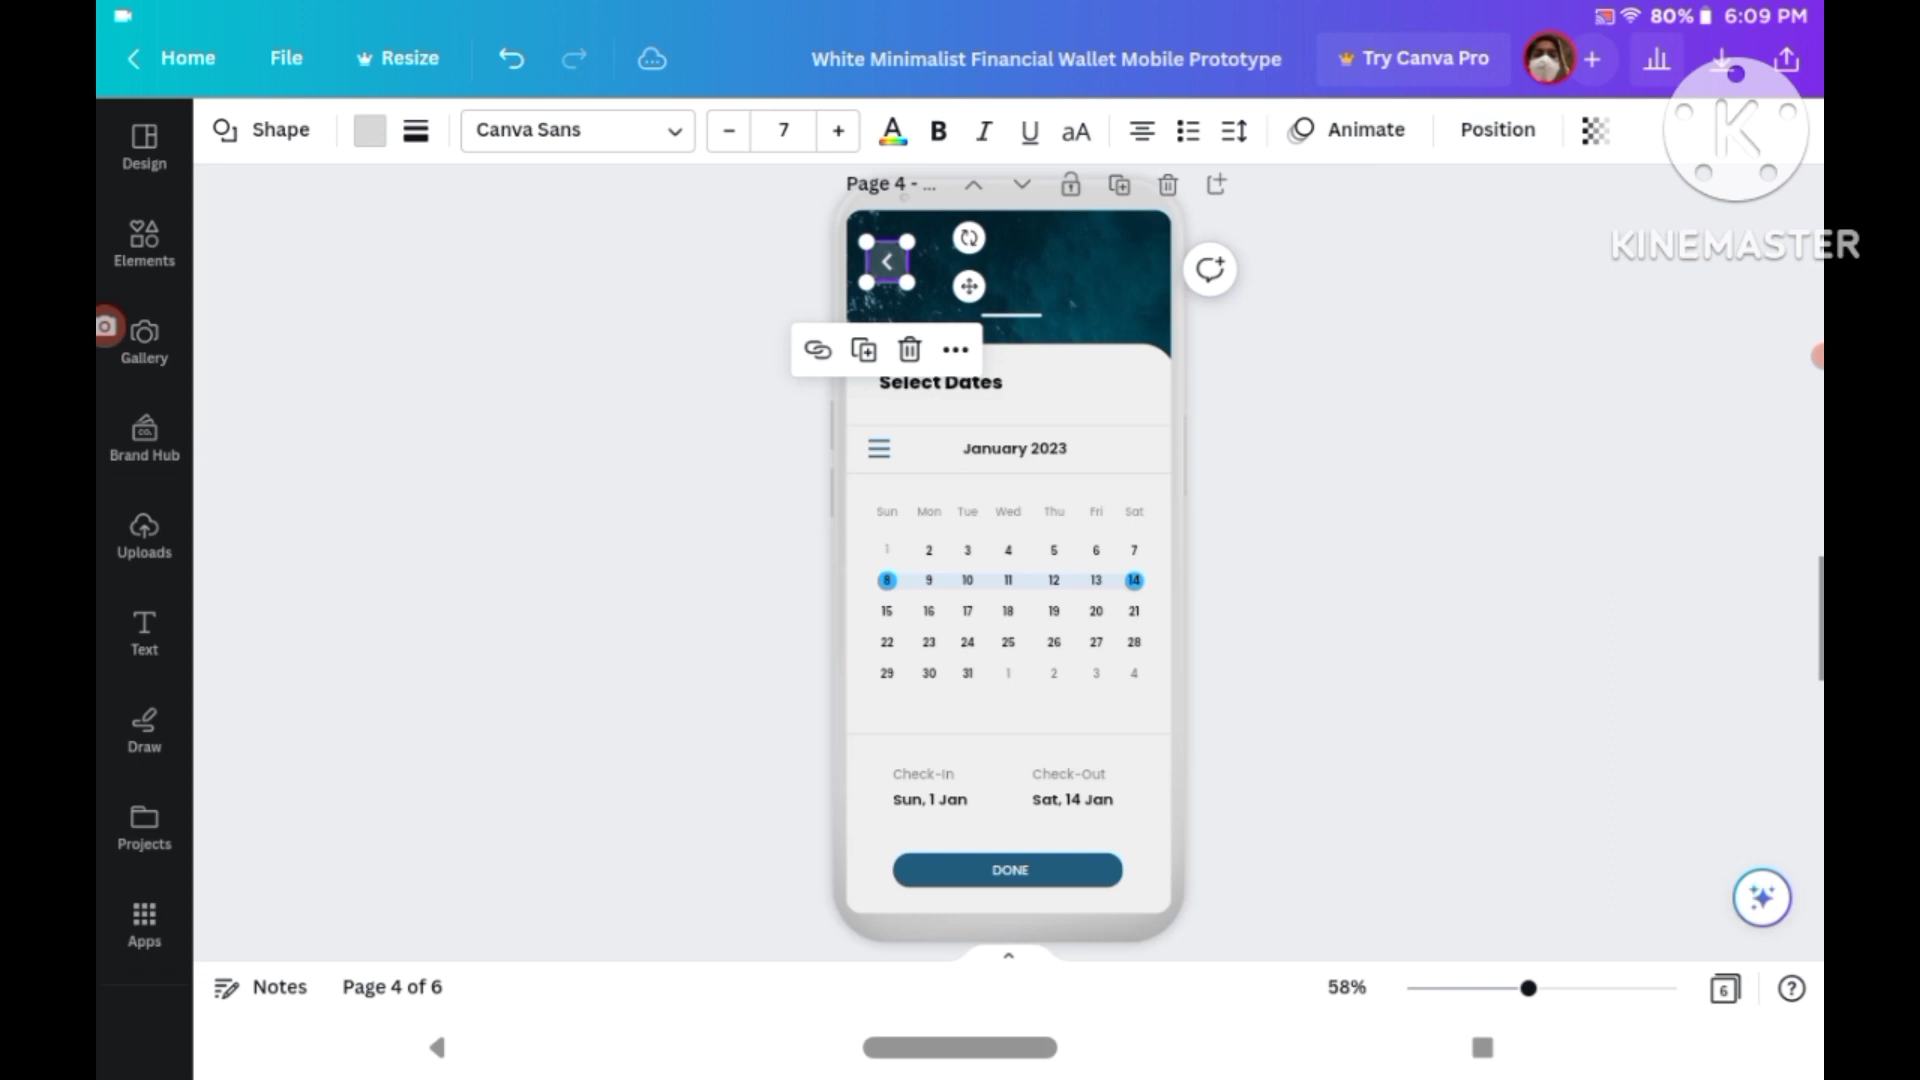 80% 6:09 PM
Home File Resize White Minimalist Financial Wallet Mobile Prototype Try Canva Pro
K
KINEMASTER
Shape Canva Sans 7 A B I U aA Animate Position
Design
Elements
Gallery
CO.
Brand Hub
Uploads
Text
Draw
Projects
Apps
Page 4 - ...
Select Dates
January 2023
Sun Mon Tue Wed Thu Fri Sat
1 2 3 4 5 6 7
8 9 10 11 12 13 14
15 16 17 18 19 20 21
22 23 24 25 26 27 28
29 30 31 1 2 3 4
Check-In Check-Out
Sun, 1 Jan Sat, 14 Jan
DONE
Notes Page 4 of 6 58% 6 ?